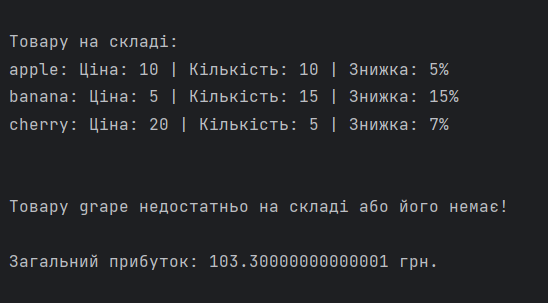 Товару на складі:
apple: Ціна: 10 | Кількість: 10 | Знижка: 5%
banana: Ціна: 5 | Кількість: 15 | Знижка: 15%
cherry: Ціна: 20 | Кількість: 5 | Знижка: 7%
Товару grape недостатньо на складі або його немає!
Загальний прибуток: 103.30000000000001 грн.